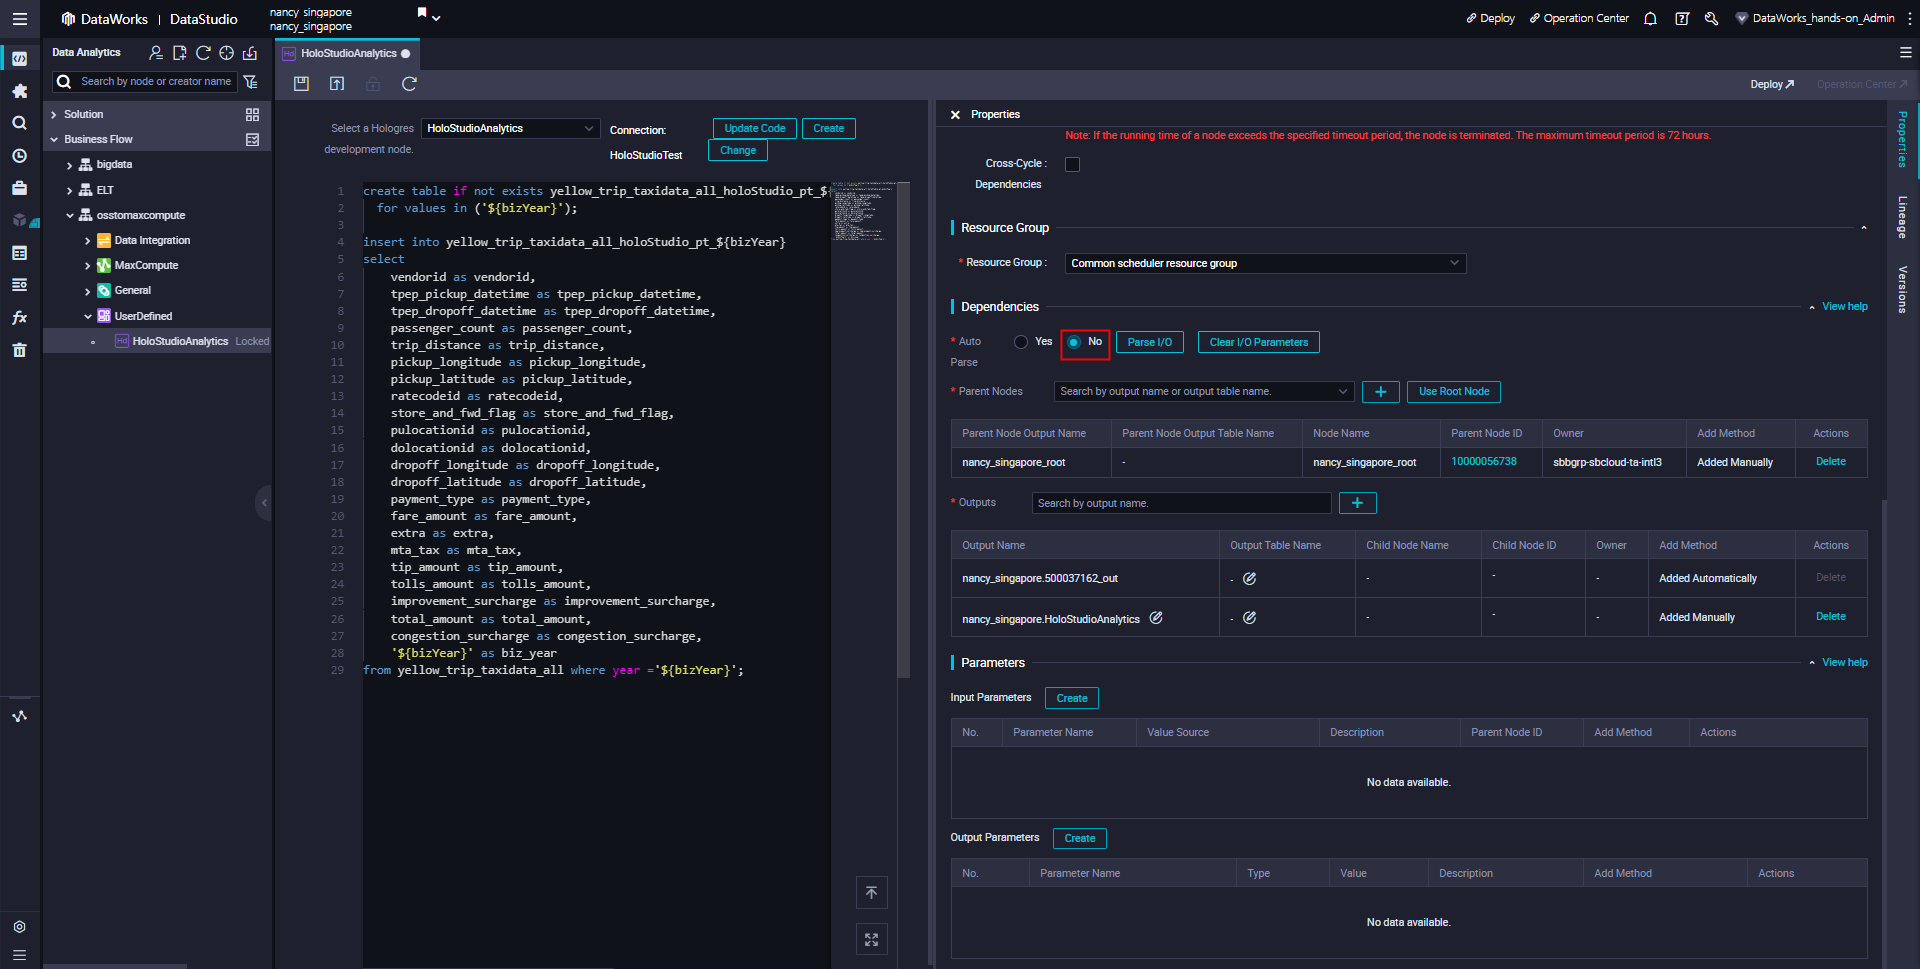 DataWorks | DataStudio
nancy_singapore
nancy_singapore
Deploy
Operation Center
DataWorks_hands-on_Admin
Data Analytics
Search by node or creator name
Solution
Business Flow
bigdata
ELT
osstomaxcompute
Data Integration
MaxCompute
General
UserDefined
Hd HoloStudioAnalytics Locked
Hd HoloStudioAnalytics
Deploy
Operation Center
Select a Hologres
development node.
HoloStudioAnalytics
Connection:
HoloStudioTest
Update Code
Create
Change
1 create table if not exists yellow_trip_taxidata_all_holoStudio_pt_${
2 for values in ('${bizYear}');
3
4 insert into yellow_trip_taxidata_all_holoStudio_pt_${bizYear}
5 select
6 vendorid as vendorid,
7 tpep_pickup_datetime as tpep_pickup_datetime,
8 tpep_dropoff_datetime as tpep_dropoff_datetime,
9 passenger_count as passenger_count,
10 trip_distance as trip_distance,
11 pickup_longitude as pickup_longitude,
12 pickup_latitude as pickup_latitude,
13 ratecodeid as ratecodeid,
14 store_and_fwd_flag as store_and_fwd_flag,
15 pulocationid as pulocationid,
16 dolocationid as dolocationid,
17 dropoff_longitude as dropoff_longitude,
18 dropoff_latitude as dropoff_latitude,
19 payment_type as payment_type,
20 fare_amount as fare_amount,
21 extra as extra,
22 mta_tax as mta_tax,
23 tip_amount as tip_amount,
24 tolls_amount as tolls_amount,
25 improvement_surcharge as improvement_surcharge,
26 total_amount as total_amount,
27 congestion_surcharge as congestion_surcharge,
28 '${bizYear}' as biz_year
29 from yellow_trip_taxidata_all where year ='${bizYear}';
Properties
Note: If the running time of a node exceeds the specified timeout period, the node is terminated. The maximum timeout period is 72 hours.
Cross-Cycle :
Dependencies
Resource Group
* Resource Group : Common scheduler resource group
Dependencies
View help
* Auto
Parse
Yes No Parse I/O Clear I/O Parameters
* Parent Nodes Search by output name or output table name. + Use Root Node
Parent Node Output Name Parent Node Output Table Name Node Name Parent Node ID Owner Add Method Actions
nancy_singapore_root - nancy_singapore_root 10000056738 sbbgrp-sbcloud-ta-intl3 Added Manually Delete
* Outputs Search by output name. +
Output Name Output Table Name Child Node Name Child Node ID Owner Add Method Actions
nancy_singapore.500037162_out - - - - Added Automatically Delete
nancy_singapore.HoloStudioAnalytics - - - - Added Manually Delete
Parameters
View help
Input Parameters Create
No. Parameter Name Value Source Description Parent Node ID Add Method Actions
No data available.
Output Parameters Create
No. Parameter Name Type Value Description Add Method Actions
No data available.
Properties
Lineage
Versions